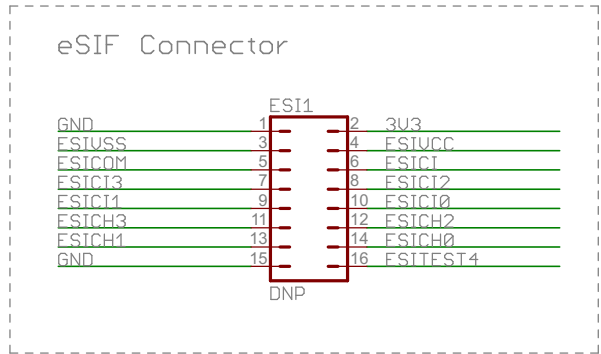 eSIF Connector
ESI1
GND 1 2 3V3
ESIVSS 3 4 ESIVCC
ESICOM 5 6 ESICI
ESICI3 7 8 ESICI2
ESICI1 9 10 ESICI0
ESICH3 11 12 ESICH2
ESICH1 13 14 ESICH0
GND 15 16 ESITEST4
DNP